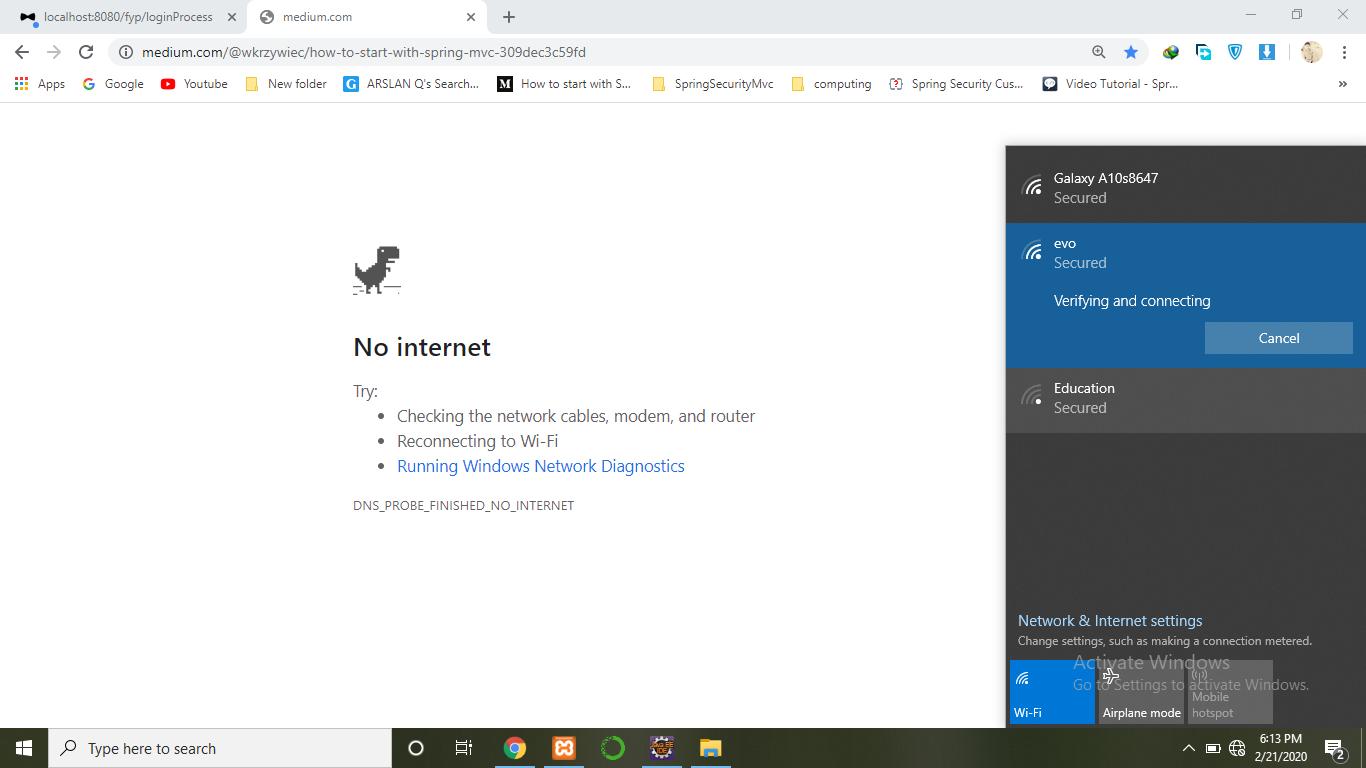 localhost:8080/fyp/loginProcess
medium.com
medium.com/@wkrzywiec/how-to-start-with-spring-mvc-309dec3c59fd
Apps
Google
Youtube
New folder
G
ARSLAN Q's Search...
M
How to start with S...
SpringSecurityMvc
computing
{?}
Spring Security Cus...
Video Tutorial - Spr...
»
No internet
Try:
• Checking the network cables, modem, and router
• Reconnecting to Wi-Fi
• Running Windows Network Diagnostics
DNS_PROBE_FINISHED_NO_INTERNET
Galaxy A10s8647
Secured
evo
Secured
Verifying and connecting
Cancel
Education
Secured
Network & Internet settings
Change settings, such as making a connection metered.
Activate Windows
Go to Settings to activate Windows.
Wi-Fi
Airplane mode
Mobile
hotspot
Type here to search
6:13 PM
2/21/2020
2